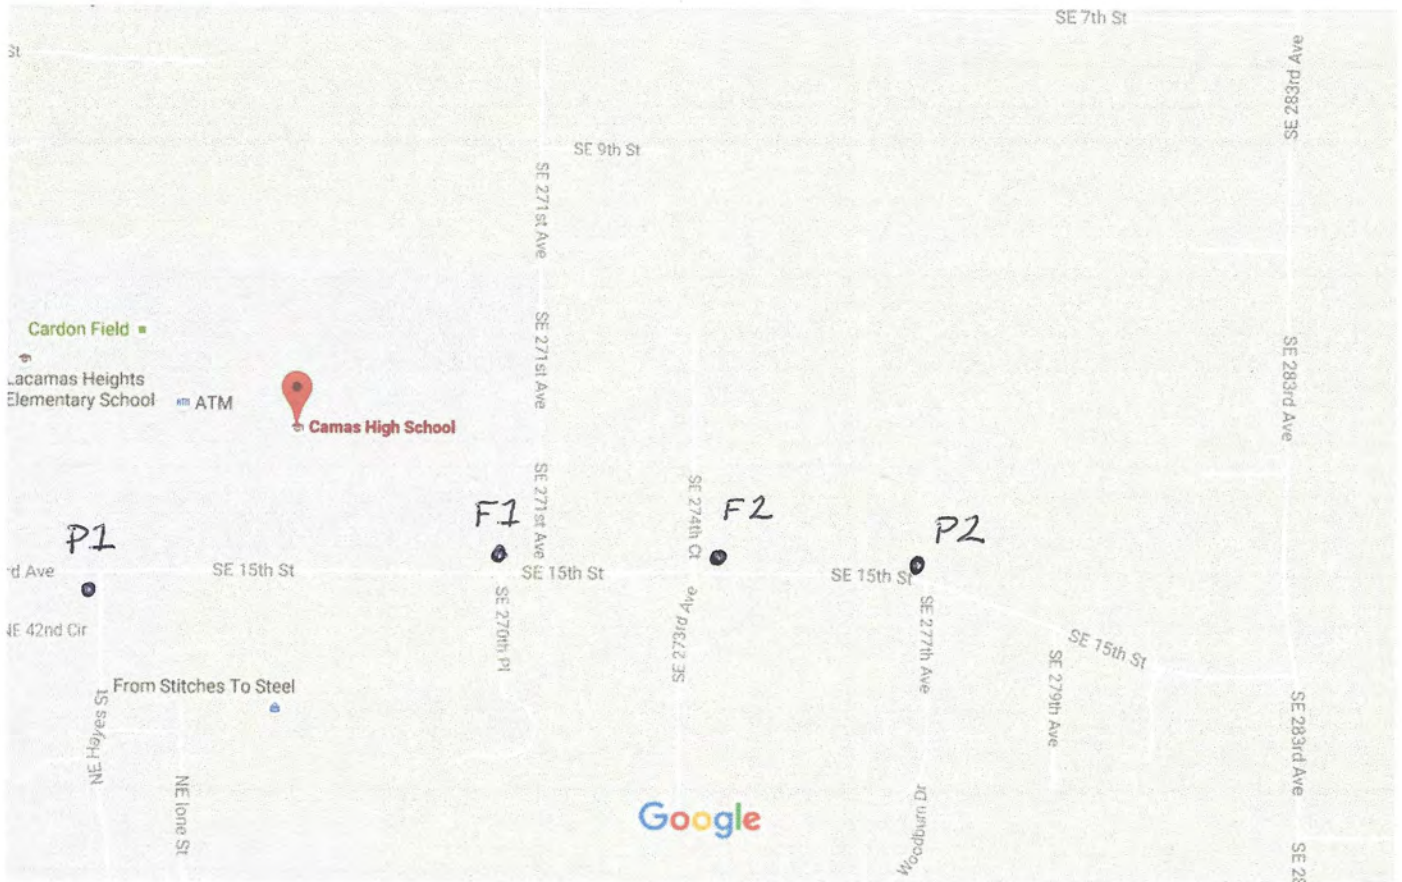 SE 7th St
St
SE 283rd Ave
SE 9th St
SE 271st Ave
Cardon Field
SE 271st Ave
SE 283rd Ave
Lacamas Heights
Elementary School
ATM
Camas High School
SE 271st Ave
SE 274th Ct
F1
F2
P1
P2
rd Ave
SE 15th St
SE 15th St
SE 15th St
NE 42nd Cir
SE 270th Pl
SE 273rd Ave
SE 277th Ave
SE 15th St
SE 279th Ave
From Stitches To Steel
NE Hayes St
SE 283rd Ave
NE Ione St
Google
Woodburn Dr
SE 28